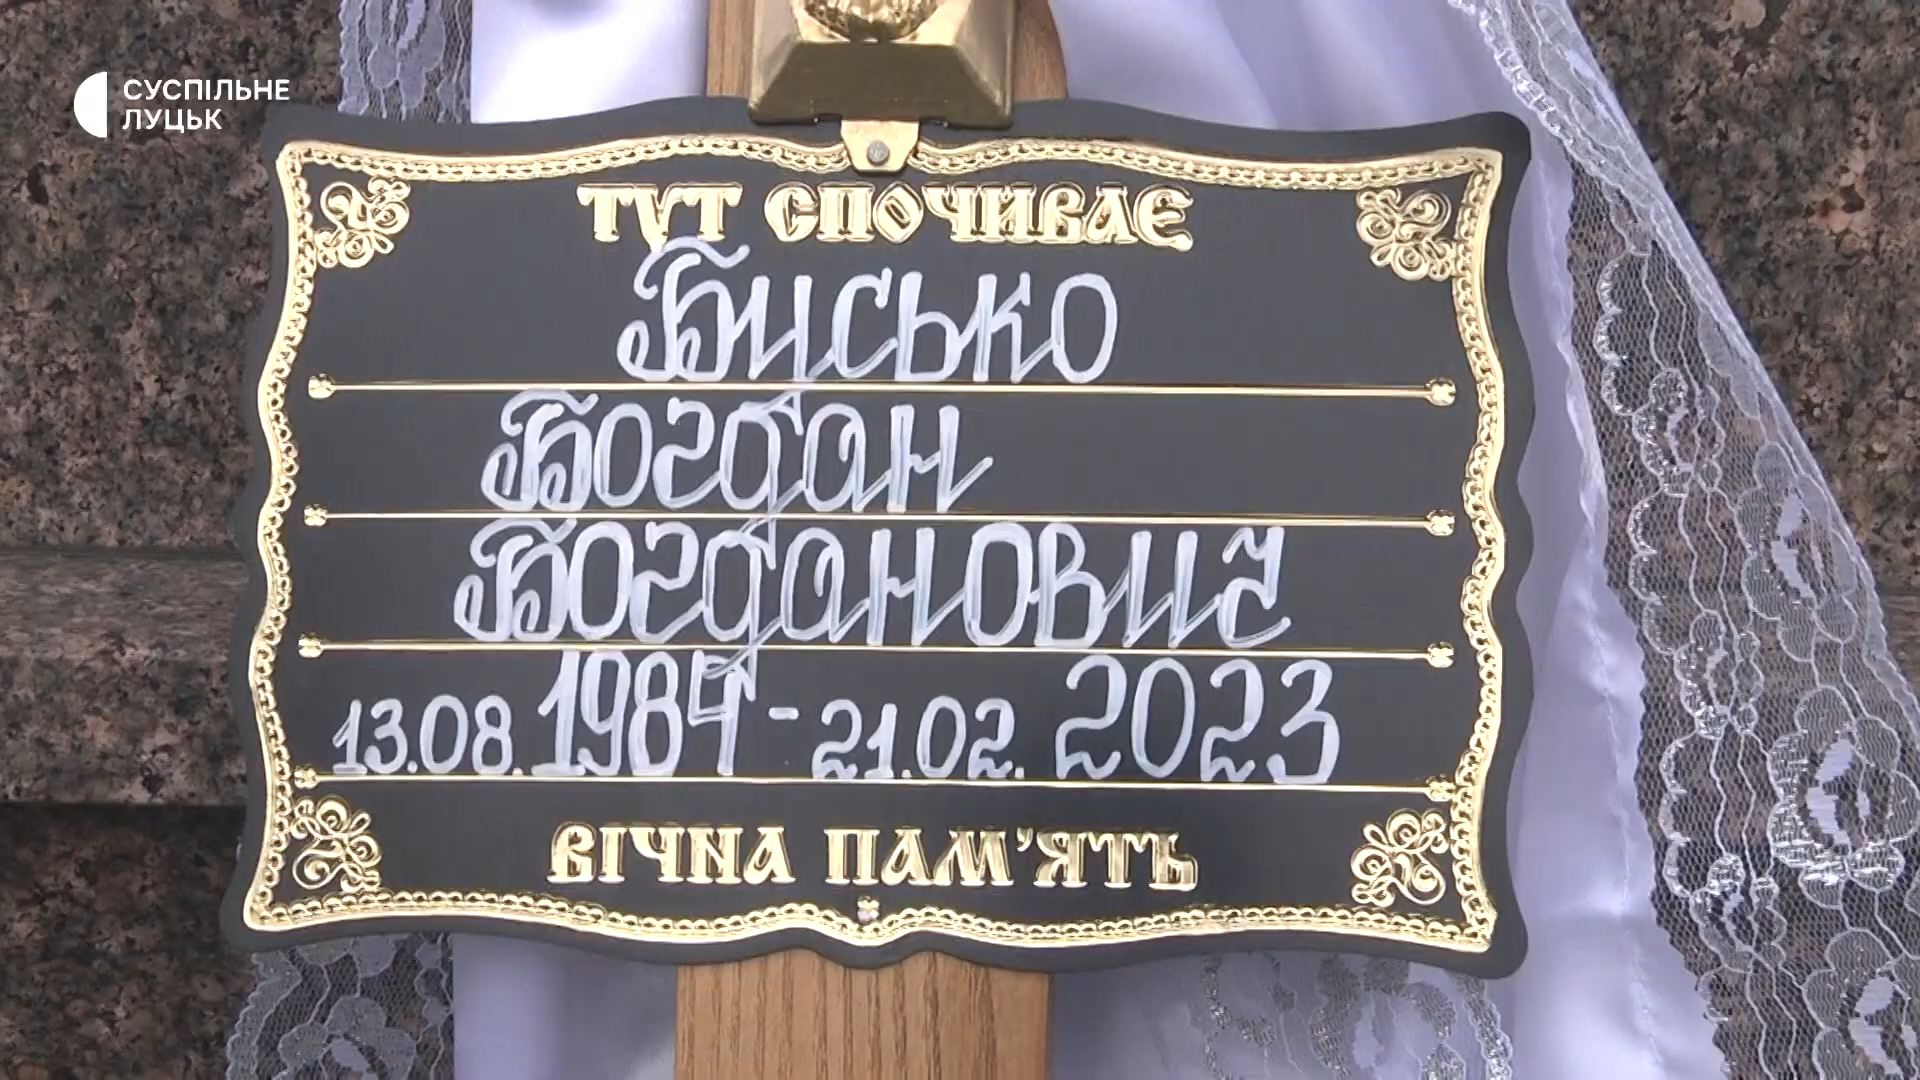 СУСПІЛЬНЕ
ЛУЦЬК
ТУТ СПОЧИВАЄ
Бисько
Богдан
Богданович
13.08.1984 - 21.02.2023
ВІЧНА ПАМ'ЯТЬ